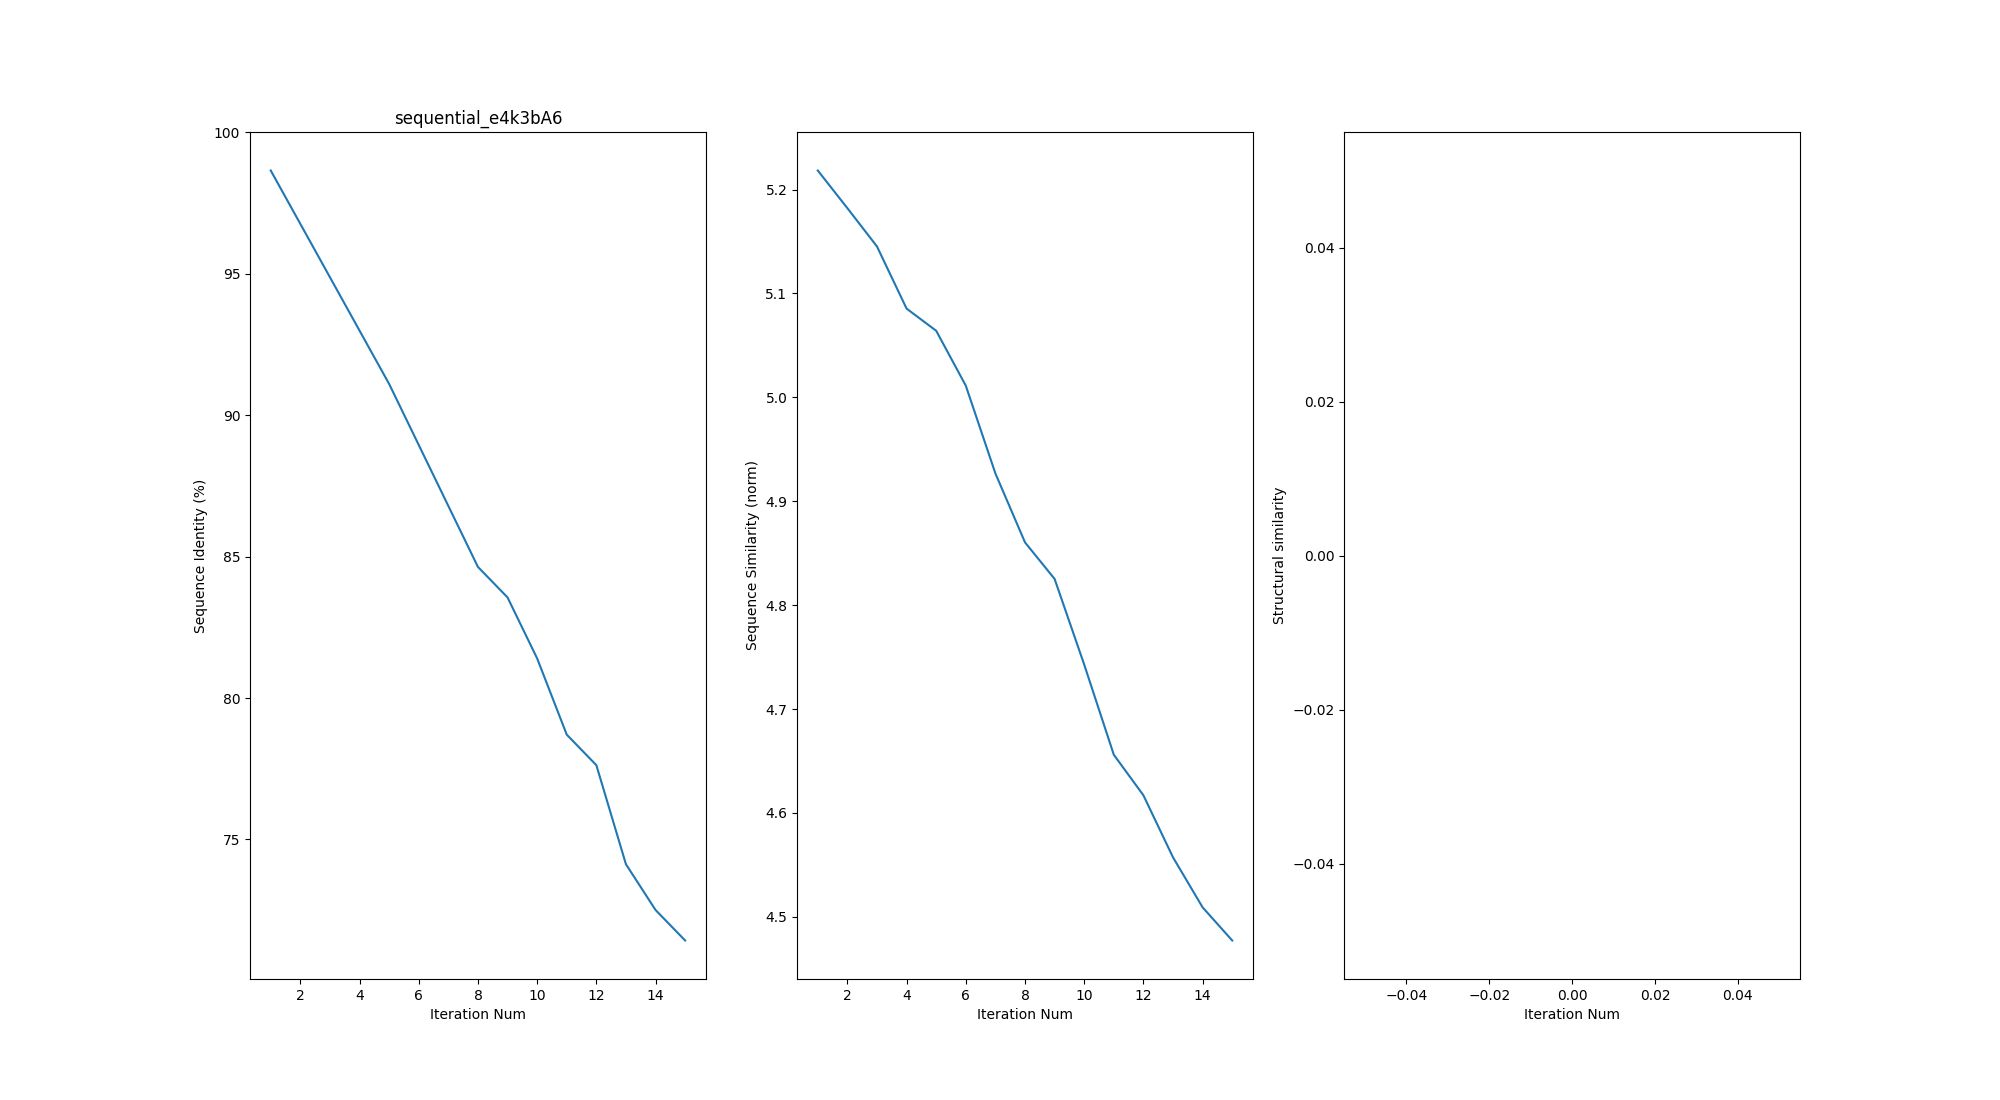 sequential_e4k3bA6
100
95
90
85
80
75
Sequence Identity (%)
2 4 6 8 10 12 14
Iteration Num
5.2
5.1
5.0
4.9
4.8
4.7
4.6
4.5
Sequence Similarity (norm)
2 4 6 8 10 12 14
Iteration Num
0.04
0.02
0.00
−0.02
−0.04
Structural similarity
−0.04 −0.02 0.00 0.02 0.04
Iteration Num